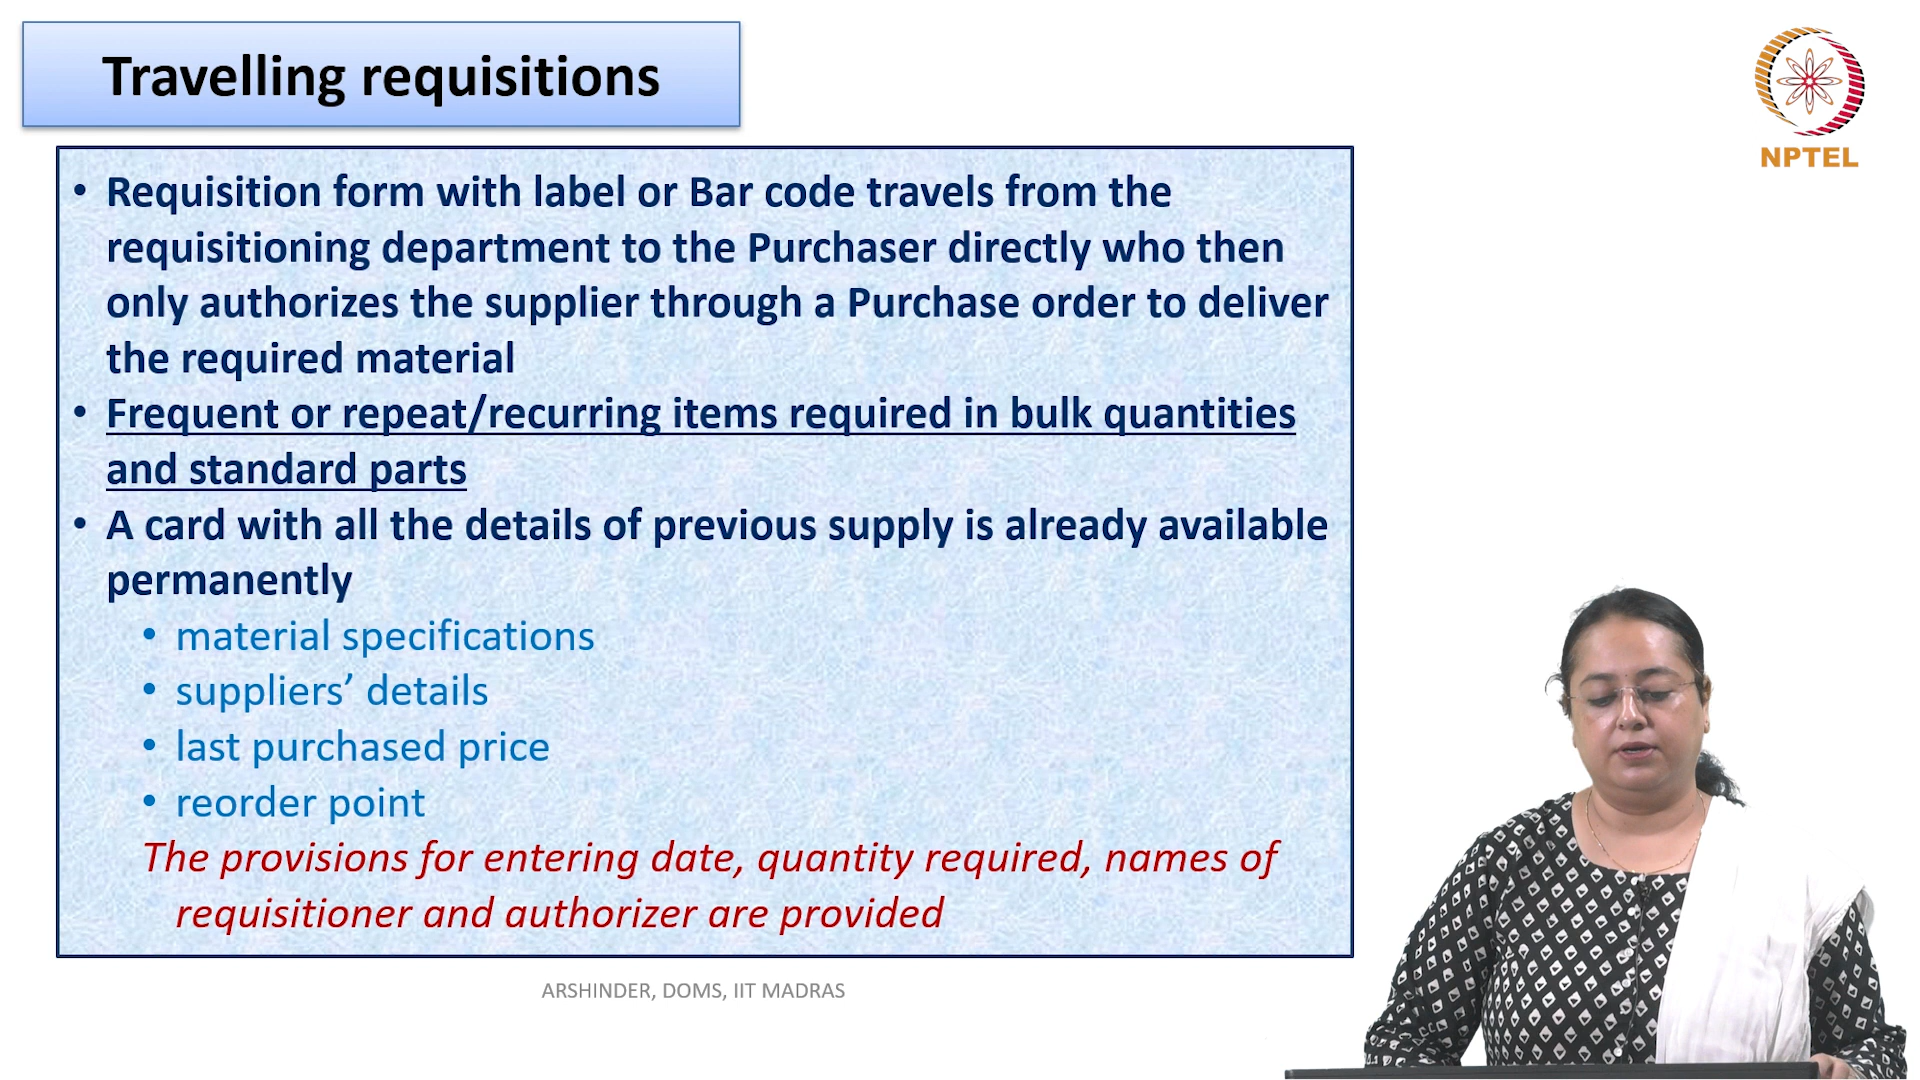 Travelling requisitions
NPTEL
• Requisition form with label or Bar code travels from the
requisitioning department to the Purchaser directly who then
only authorizes the supplier through a Purchase order to deliver
the required material
• Frequent or repeat/recurring items required in bulk quantities
and standard parts
• A card with all the details of previous supply is already available
permanently
• material specifications
• suppliers’ details
• last purchased price
• reorder point
The provisions for entering date, quantity required, names of
requisitioner and authorizer are provided
ARSHINDER, DOMS, IIT MADRAS